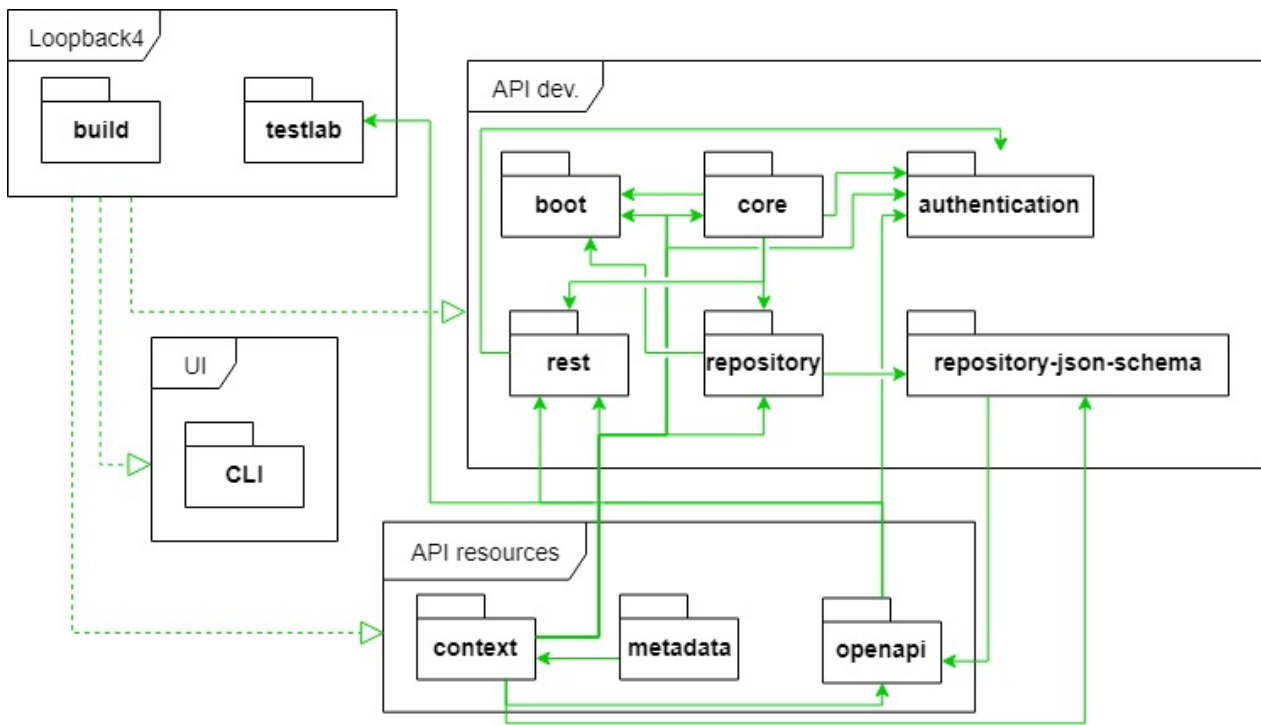 Loopback4
build
testlab
API dev.
boot
core
authentication
rest
repository
repository-json-schema
UI
CLI
API resources
context
metadata
openapi